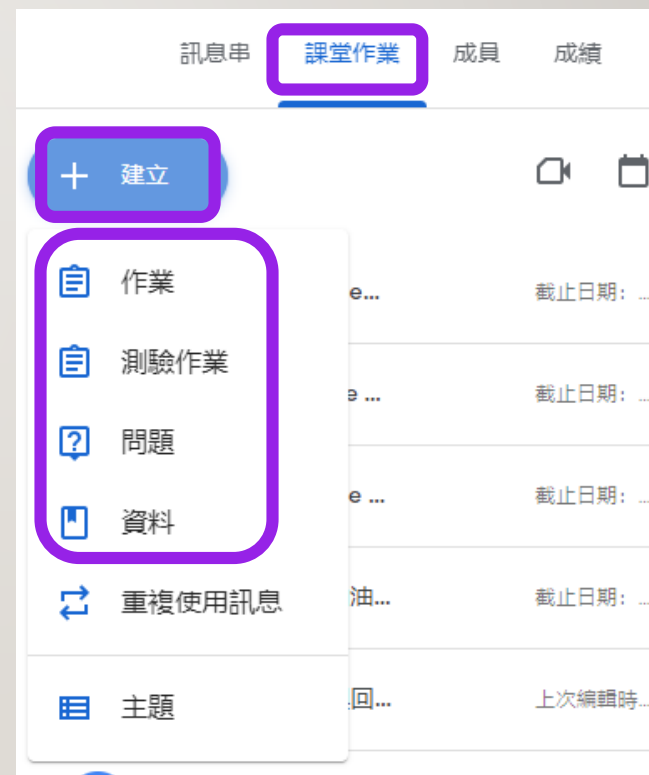 訊息串 課堂作業 成員 成績
建立
作業
e... 截止日期：...
測驗作業
e ... 截止日期：...
問題
e ... 截止日期：...
資料
重複使用訊息
油... 截止日期：...
主題
回... 上次編輯時...